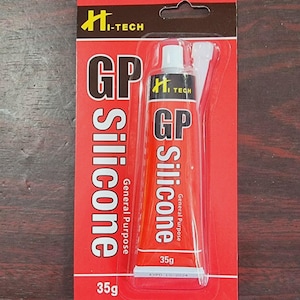 HI-TECH
GP
Silicone
General Purpose
35g
HI TECH
GP
Silicone
General Purpose
35g